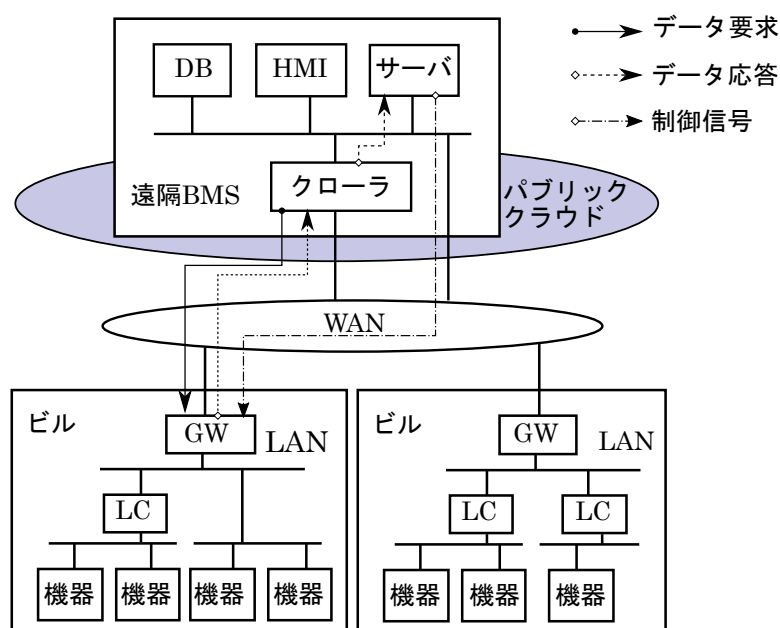 データ要求
データ応答
制御信号
DB
HMI
サーバ
クローラ
遠隔BMS
パブリック
クラウド
WAN
ビル
GW
LAN
LC
機器
機器
機器
機器
ビル
GW
LAN
LC
LC
機器
機器
機器